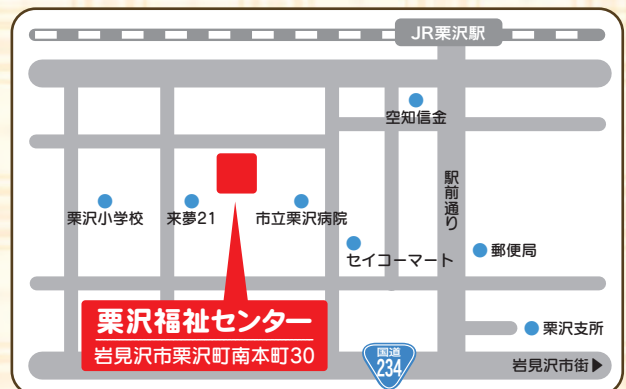 JR栗沢駅
空知信金
駅前通り
栗沢小学校
来夢21
市立栗沢病院
セイコーマート
郵便局
栗沢福祉センター
岩見沢市栗沢町南本町30
栗沢支所
国道
234
岩見沢市街▶